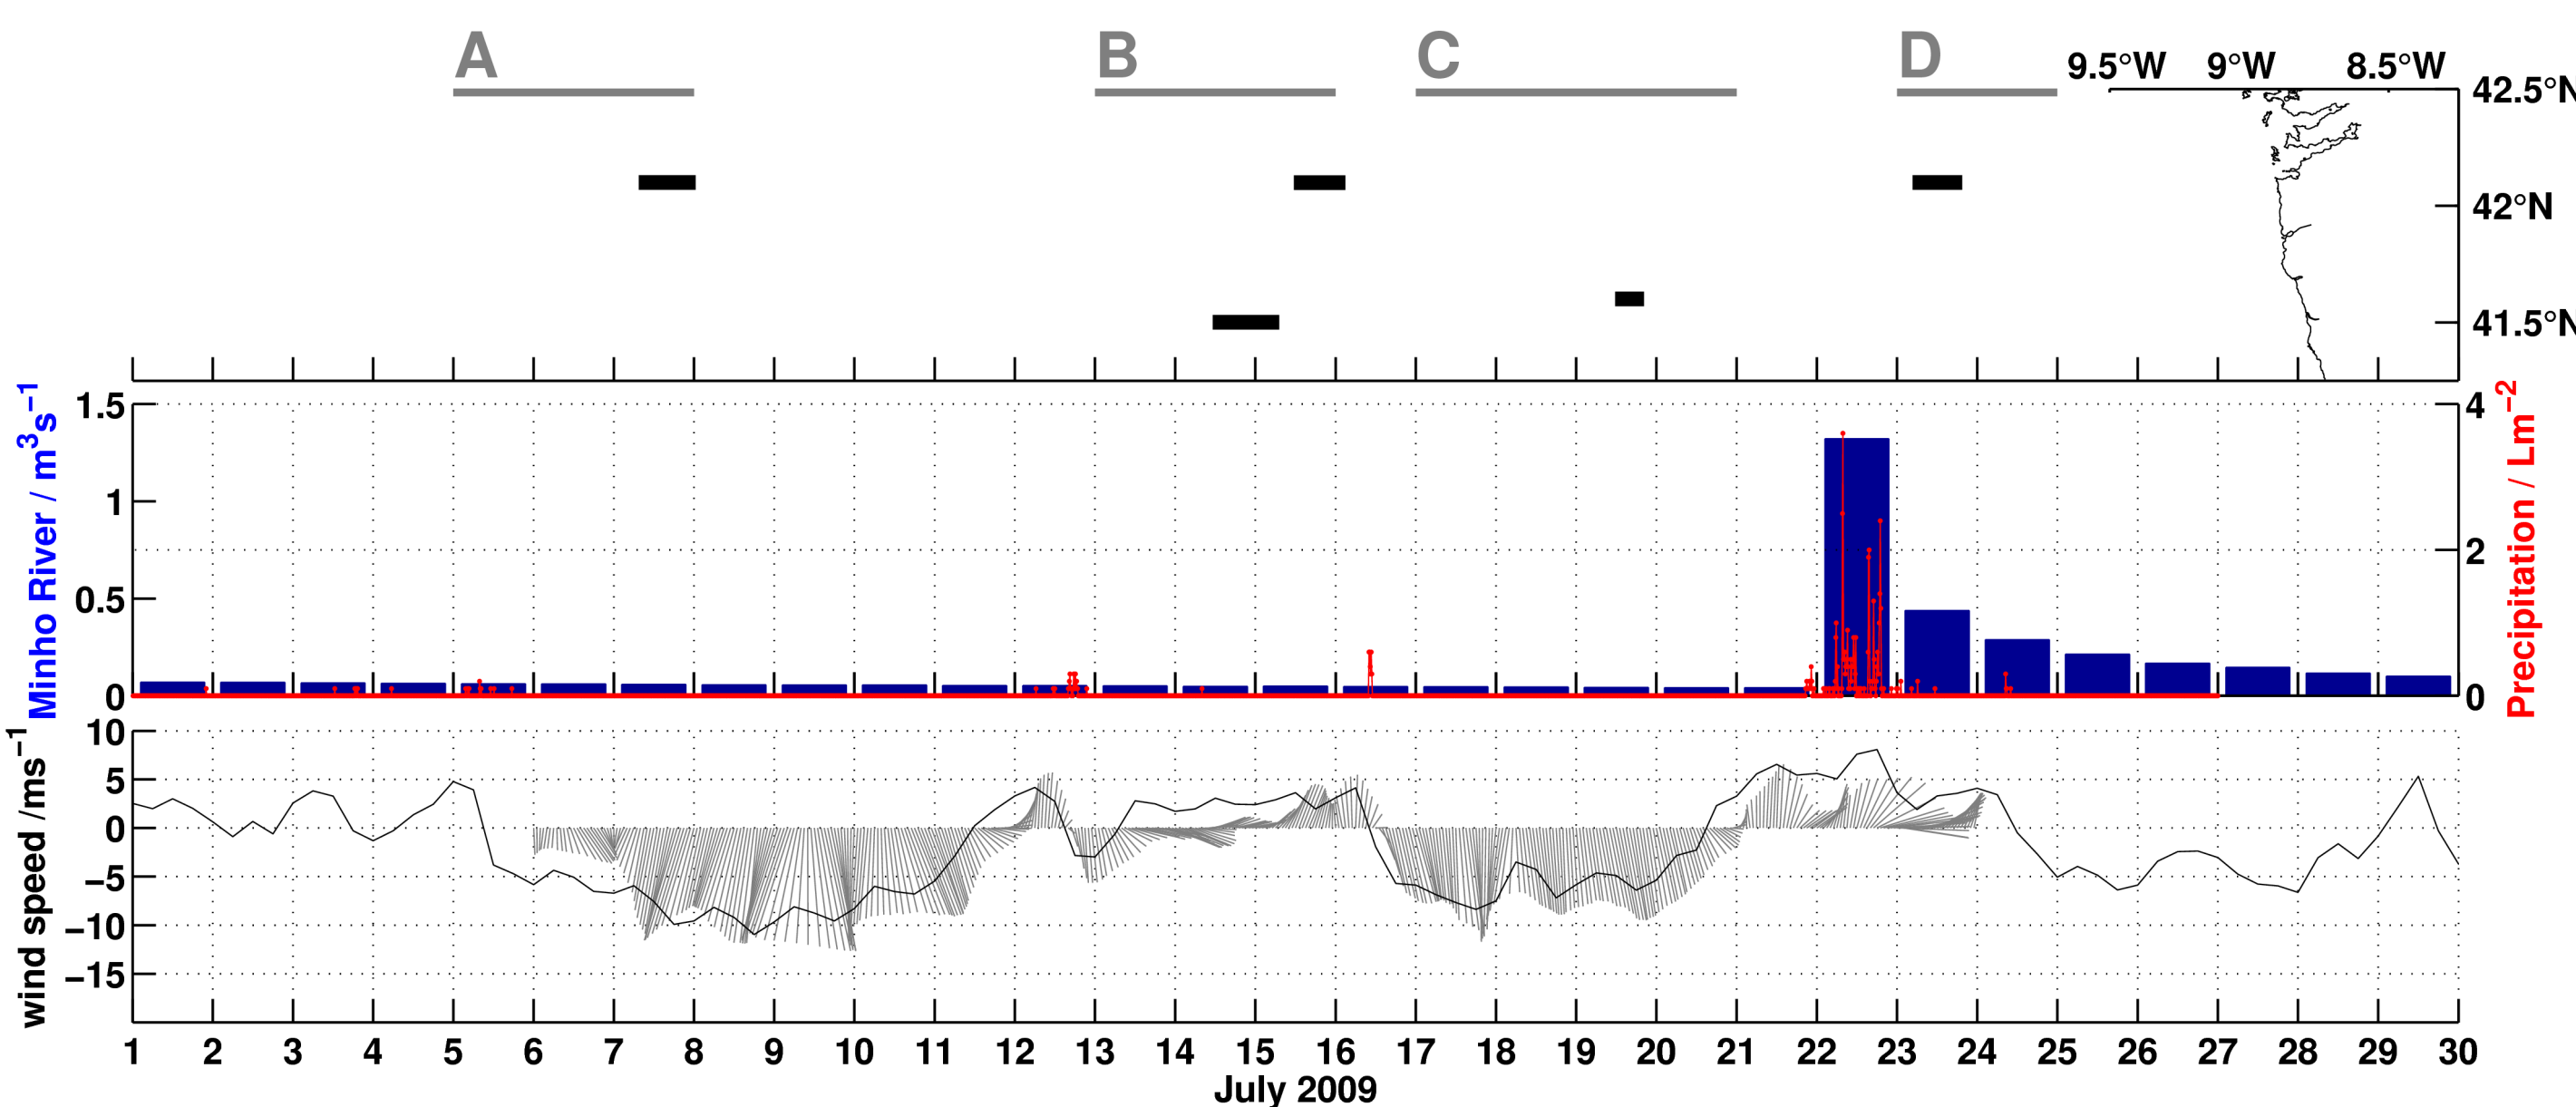 A B C D
9.5°W 9°W 8.5°W
42.5°N
42°N
41.5°N
Minho River / m³s⁻¹
1.5
1
0.5
0
Precipitation / Lm⁻²
4
2
0
wind speed /ms⁻¹
10
5
0
−5
−10
−15
1 2 3 4 5 6 7 8 9 10 11 12 13 14 15 16 17 18 19 20 21 22 23 24 25 26 27 28 29 30
July 2009